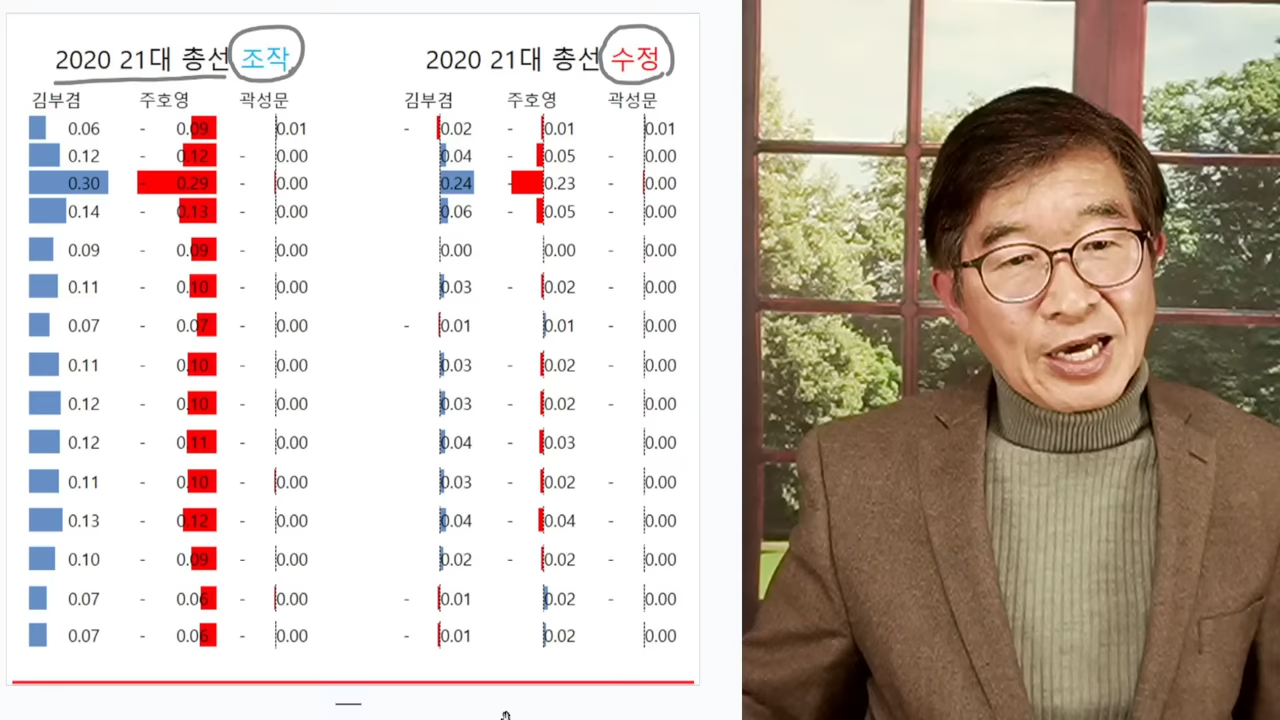 2020 21대 총선 조작 2020 21대 총선 수정
김부겸 주호영 곽성문 김부겸 주호영 곽성문
0.06 - 0.09 0.01 - 0.02 - 0.01 0.01
0.12 - 0.12 - 0.00 0.04 - 0.05 - 0.00
0.30 - 0.29 - 0.00 0.24 - 0.23 - 0.00
0.14 - 0.13 - 0.00 0.06 - 0.05 - 0.00
0.09 - 0.09 - 0.00 0.00 - 0.00 - 0.00
0.11 - 0.10 - 0.00 0.03 - 0.02 - 0.00
0.07 - 0.07 - 0.00 - 0.01 0.01 - 0.00
0.11 - 0.10 - 0.00 0.03 - 0.02 - 0.00
0.12 - 0.10 - 0.00 0.03 - 0.02 - 0.00
0.12 - 0.11 - 0.00 0.04 - 0.03 - 0.00
0.11 - 0.10 - 0.00 0.03 - 0.02 - 0.00
0.13 - 0.12 - 0.00 0.04 - 0.04 - 0.00
0.10 - 0.09 - 0.00 0.02 - 0.02 - 0.00
0.07 - 0.06 - 0.00 - 0.01 0.02 - 0.00
0.07 - 0.06 - 0.00 - 0.01 0.02 - 0.00